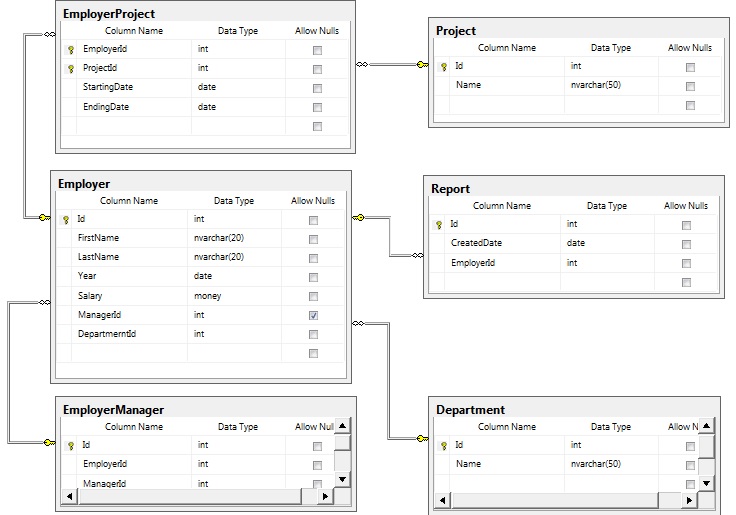 EmployerProject
Column Name Data Type Allow Nulls
EmployerId int
ProjectId int
StartingDate date
EndingDate date
Project
Column Name Data Type Allow Nulls
Id int
Name nvarchar(50)
Employer
Column Name Data Type Allow Nulls
Id int
FirstName nvarchar(20)
LastName nvarchar(20)
Year date
Salary money
ManagerId int
DepartmerntId int
Report
Column Name Data Type Allow Nulls
Id int
CreatedDate date
EmployerId int
EmployerManager
Column Name Data Type Allow Nul
Id int
EmployerId int
ManagerId int
Department
Column Name Data Type Allow N
Id int
Name nvarchar(50)